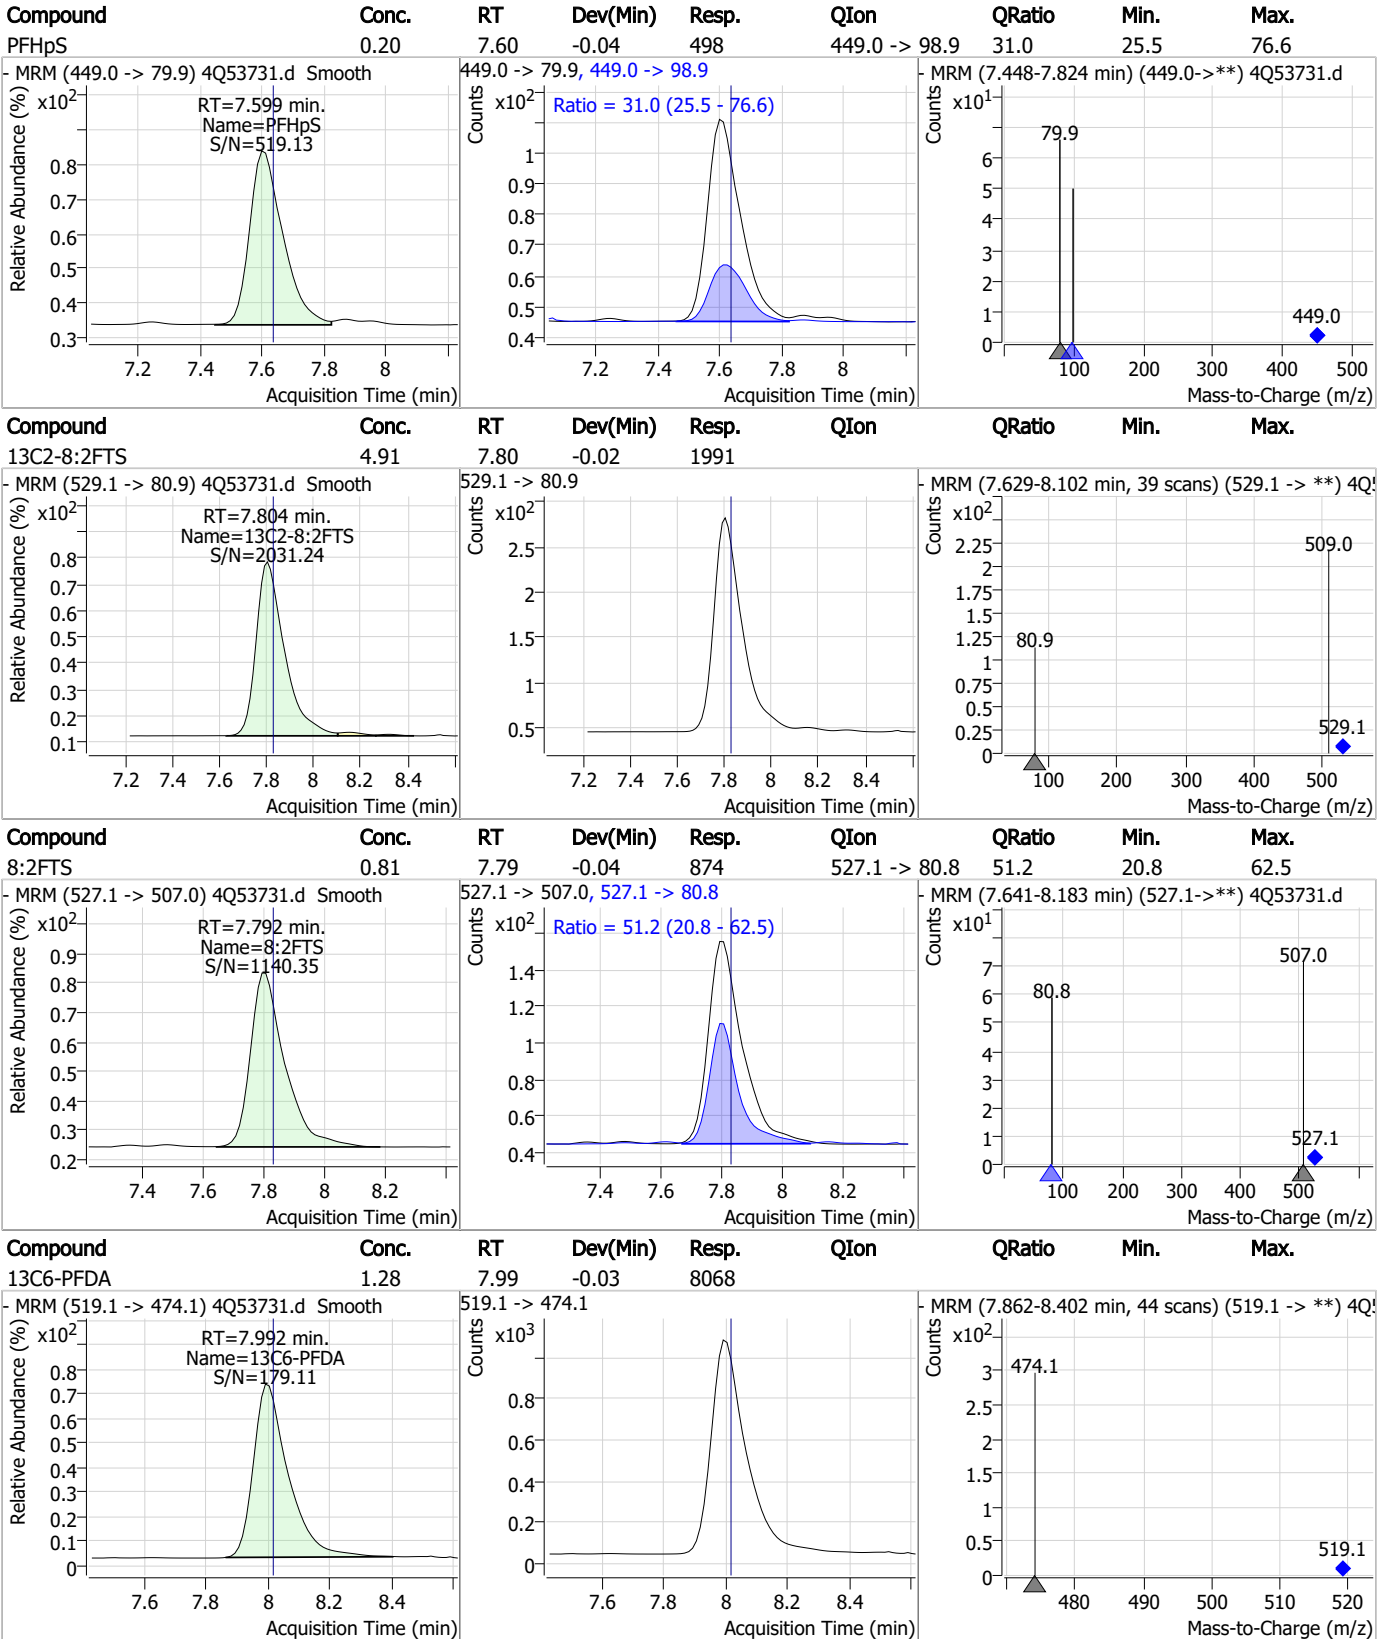 Compound Conc. RT Dev(Min) Resp. QIon QRatio Min. Max.
PFHpS 0.20 7.60 -0.04 498 449.0 -> 98.9 31.0 25.5 76.6
- MRM (449.0 -> 79.9) 4Q53731.d Smooth
Relative Abundance (%)
x10²
RT=7.599 min.
Name=PFHpS
S/N=519.13
0.8
0.7
0.6
0.5
0.4
0.3
7.2 7.4 7.6 7.8 8
Acquisition Time (min)
449.0 -> 79.9, 449.0 -> 98.9
Counts
x10²
Ratio = 31.0 (25.5 - 76.6)
1
0.9
0.8
0.7
0.6
0.5
0.4
7.2 7.4 7.6 7.8 8
Acquisition Time (min)
- MRM (7.448-7.824 min) (449.0->**) 4Q53731.d
Counts
x10¹
79.9
6
5
4
3
2
1
0
449.0
100 200 300 400 500
Mass-to-Charge (m/z)
Compound Conc. RT Dev(Min) Resp. QIon QRatio Min. Max.
13C2-8:2FTS 4.91 7.80 -0.02 1991
- MRM (529.1 -> 80.9) 4Q53731.d Smooth
Relative Abundance (%)
x10²
RT=7.804 min.
Name=13C2-8:2FTS
S/N=2031.24
0.8
0.7
0.6
0.5
0.4
0.3
0.2
0.1
7.2 7.4 7.6 7.8 8 8.2 8.4
Acquisition Time (min)
529.1 -> 80.9
Counts
x10²
2.5
2
1.5
1
0.5
7.2 7.4 7.6 7.8 8 8.2 8.4
Acquisition Time (min)
- MRM (7.629-8.102 min, 39 scans) (529.1 -> **) 4Q5
Counts
x10²
2.25
2
1.75
1.5
1.25
1
0.75
0.5
0.25
0
509.0
80.9
529.1
100 200 300 400 500
Mass-to-Charge (m/z)
Compound Conc. RT Dev(Min) Resp. QIon QRatio Min. Max.
8:2FTS 0.81 7.79 -0.04 874 527.1 -> 80.8 51.2 20.8 62.5
- MRM (527.1 -> 507.0) 4Q53731.d Smooth
Relative Abundance (%)
x10²
RT=7.792 min.
Name=8:2FTS
S/N=1140.35
0.9
0.8
0.7
0.6
0.5
0.4
0.3
0.2
7.4 7.6 7.8 8 8.2
Acquisition Time (min)
527.1 -> 507.0, 527.1 -> 80.8
Counts
x10²
Ratio = 51.2 (20.8 - 62.5)
1.4
1.2
1
0.8
0.6
0.4
7.4 7.6 7.8 8 8.2
Acquisition Time (min)
- MRM (7.641-8.183 min) (527.1->**) 4Q53731.d
Counts
x10¹
507.0
80.8
7
6
5
4
3
2
1
0
527.1
100 200 300 400 500
Mass-to-Charge (m/z)
Compound Conc. RT Dev(Min) Resp. QIon QRatio Min. Max.
13C6-PFDA 1.28 7.99 -0.03 8068
- MRM (519.1 -> 474.1) 4Q53731.d Smooth
Relative Abundance (%)
x10²
RT=7.992 min.
Name=13C6-PFDA
S/N=179.11
0.8
0.7
0.6
0.5
0.4
0.3
0.2
0.1
0
7.6 7.8 8 8.2 8.4
Acquisition Time (min)
519.1 -> 474.1
Counts
x10³
0.8
0.6
0.4
0.2
0
7.6 7.8 8 8.2 8.4
Acquisition Time (min)
- MRM (7.862-8.402 min, 44 scans) (519.1 -> **) 4Q5
Counts
x10²
474.1
3
2.5
2
1.5
1
0.5
0
519.1
480 490 500 510 520
Mass-to-Charge (m/z)